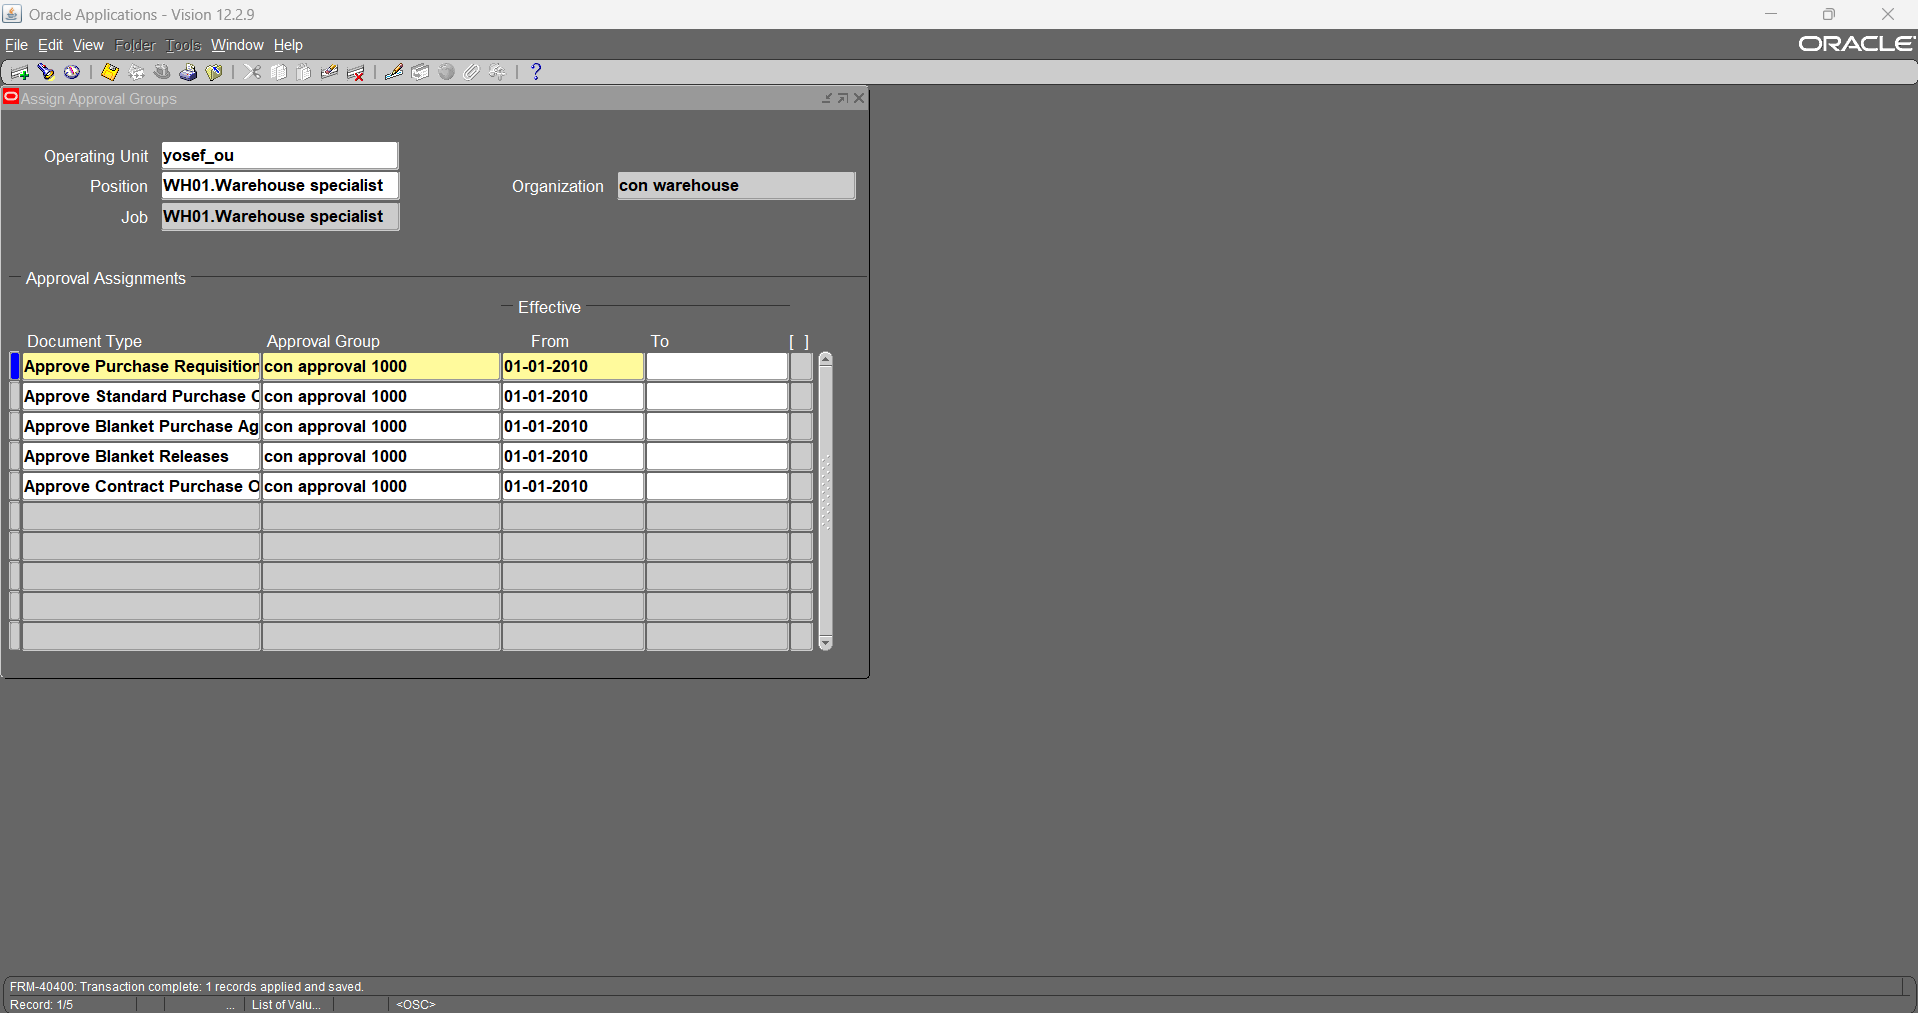 Oracle Applications - Vision 12.2.9
File Edit View Folder Tools Window Help
ORACLE
Assign Approval Groups
Operating Unit yosef_ou
Position WH01.Warehouse specialist Organization con warehouse
Job WH01.Warehouse specialist
Approval Assignments
Effective
Document Type Approval Group From To [ ]
Approve Purchase Requisition con approval 1000 01-01-2010
Approve Standard Purchase O con approval 1000 01-01-2010
Approve Blanket Purchase Ag con approval 1000 01-01-2010
Approve Blanket Releases con approval 1000 01-01-2010
Approve Contract Purchase O con approval 1000 01-01-2010
FRM-40400: Transaction complete: 1 records applied and saved.
Record: 1/5 ... List of Valu... <OSC>